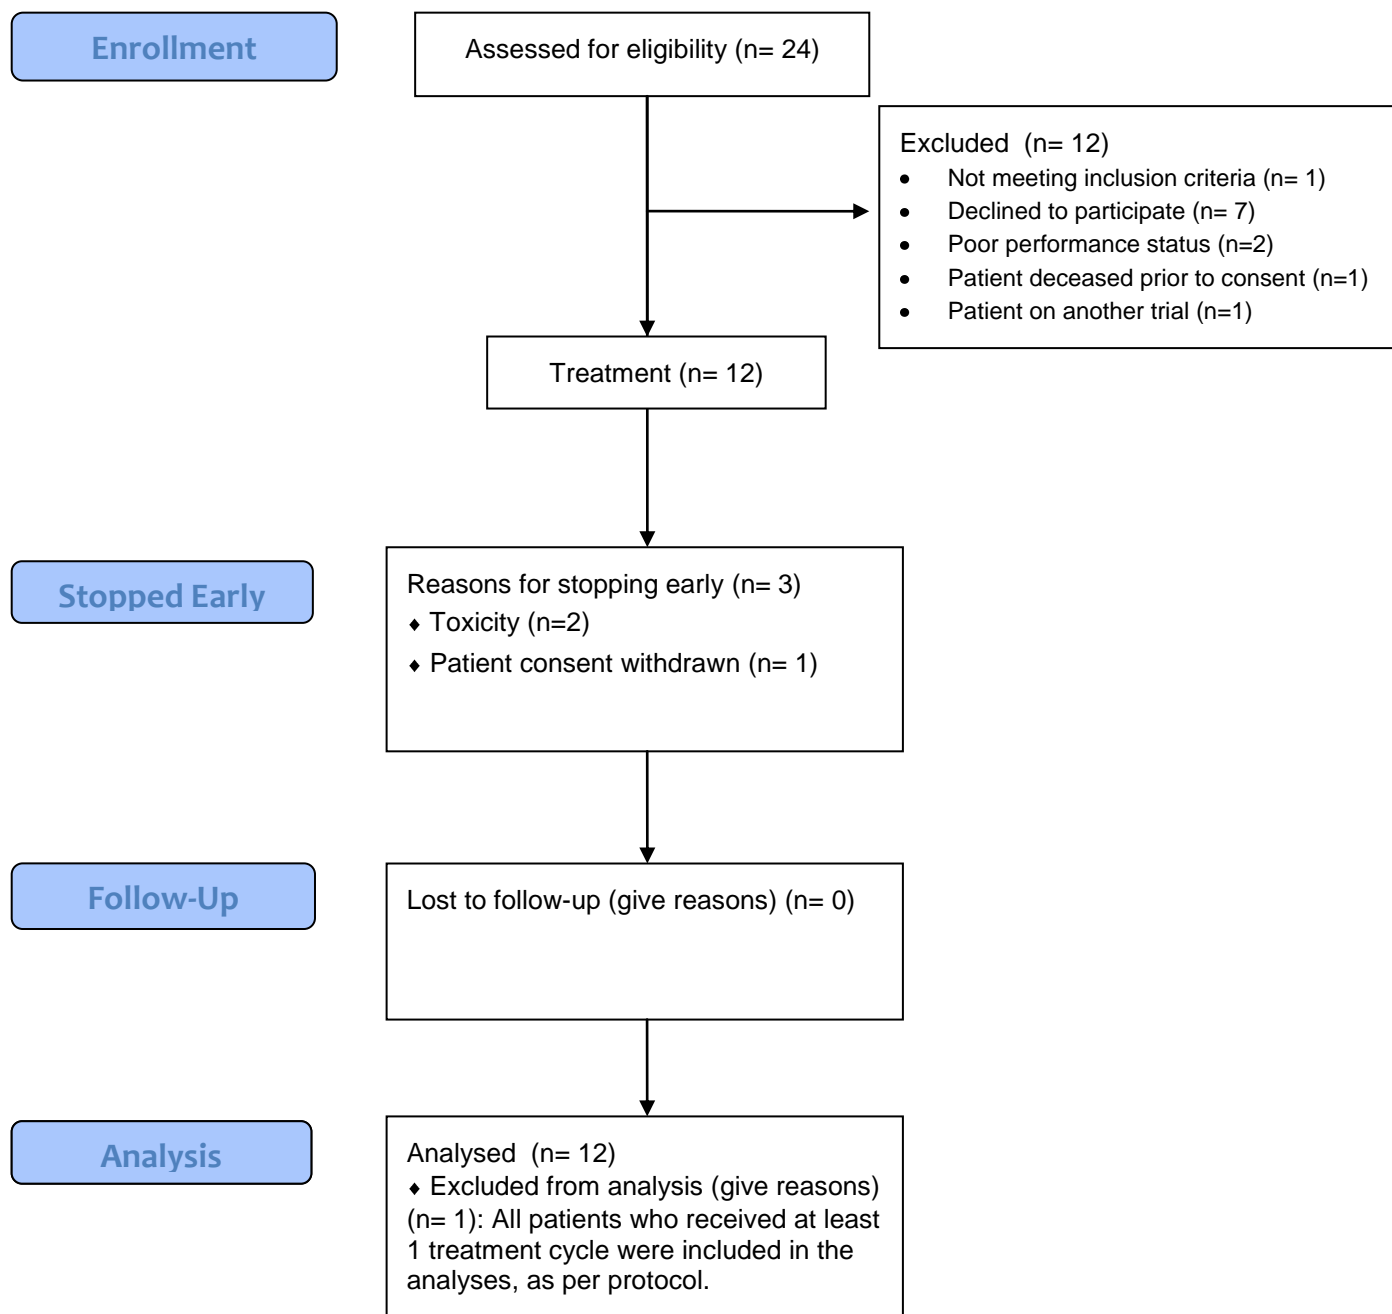 Enrollment
Assessed for eligibility (n= 24)
Excluded  (n= 12)
• Not meeting inclusion criteria (n= 1)
• Declined to participate (n= 7)
• Poor performance status (n=2)
• Patient deceased prior to consent (n=1)
• Patient on another trial (n=1)
Treatment (n= 12)
Stopped Early
Reasons for stopping early (n= 3)
♦ Toxicity (n=2)
♦ Patient consent withdrawn (n= 1)
Follow-Up
Lost to follow-up (give reasons) (n= 0)
Analysis
Analysed  (n= 12)
♦ Excluded from analysis (give reasons)
(n= 1): All patients who received at least
1 treatment cycle were included in the
analyses, as per protocol.